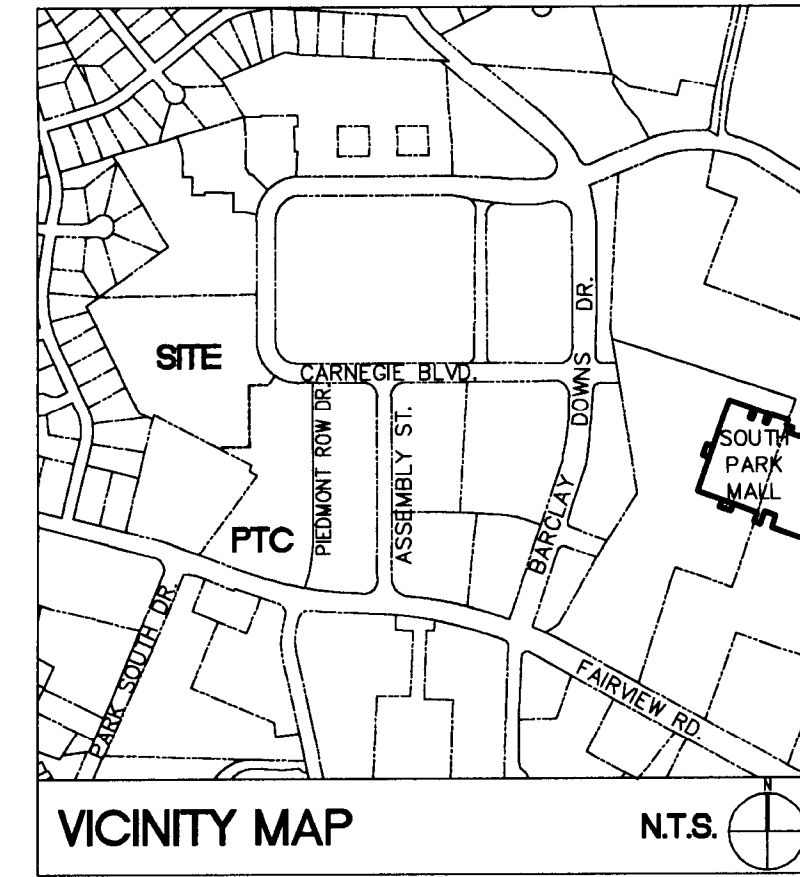 SITE
CARNEGIE BLVD.
PIEDMONT ROW DR.
ASSEMBLY ST.
BARCLAY DOWNS DR.
SOUTH
PARK
MALL
PTC
PARK SOUTH DR.
FAIRVIEW RD.
VICINITY MAP
N.T.S.
N